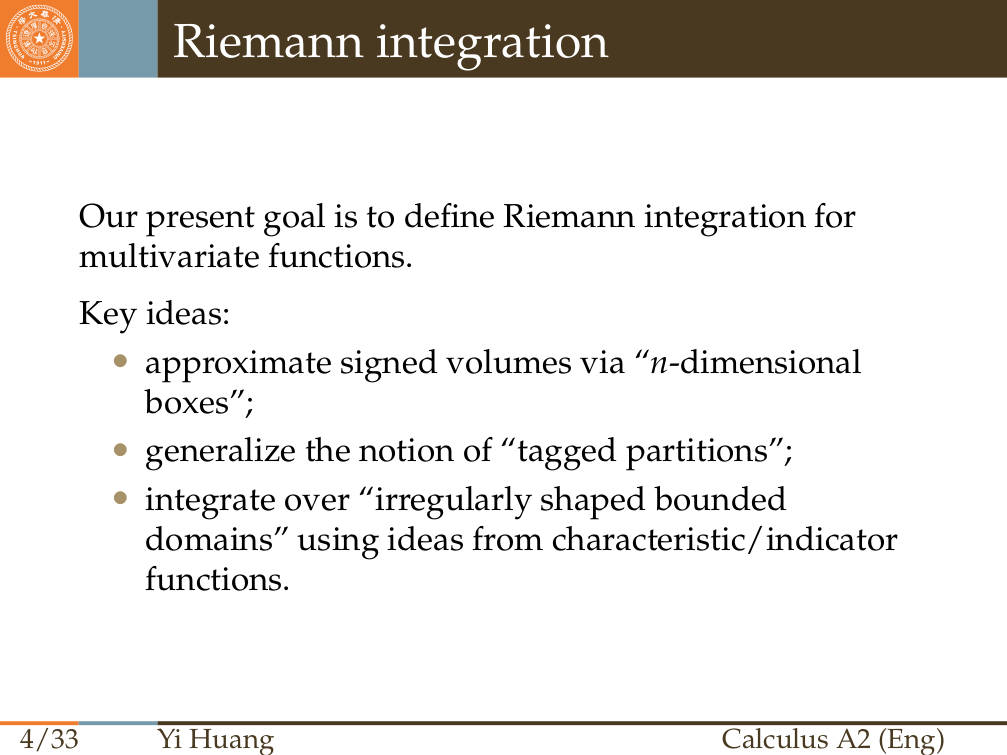 Riemann integration
Our present goal is to define Riemann integration for
multivariate functions.
Key ideas:
• approximate signed volumes via “n-dimensional
boxes”;
• generalize the notion of “tagged partitions”;
• integrate over “irregularly shaped bounded
domains” using ideas from characteristic/indicator
functions.
4/33 Yi Huang Calculus A2 (Eng)